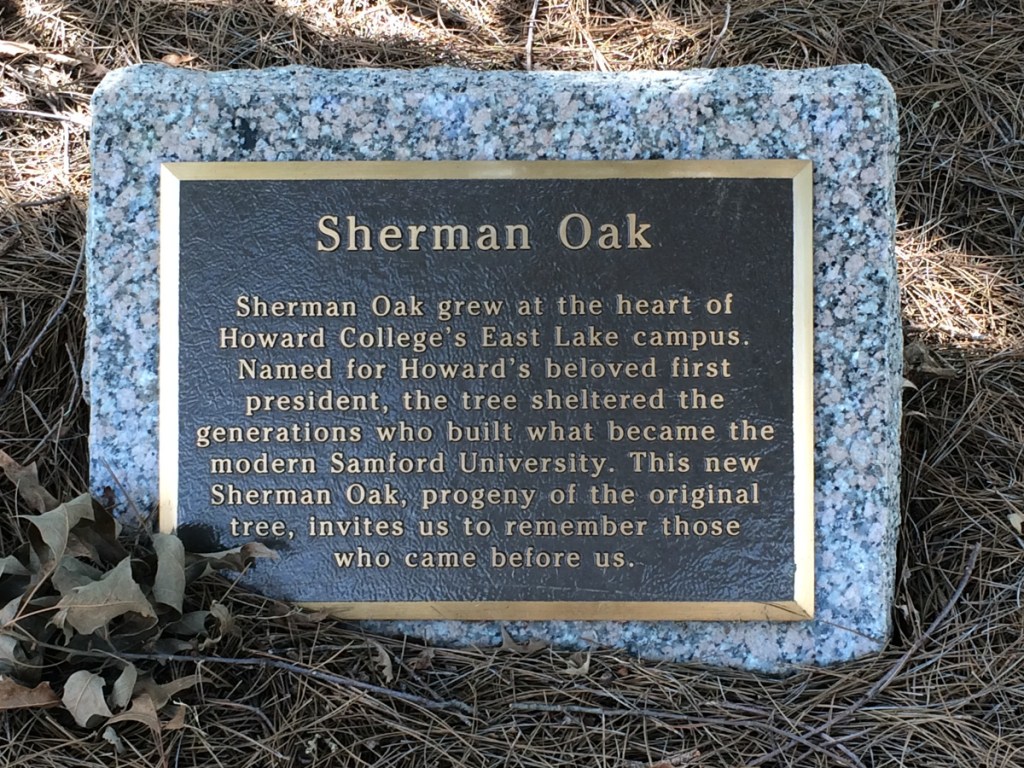 Sherman Oak
Sherman Oak grew at the heart of
Howard College's East Lake campus.
Named for Howard's beloved first
president, the tree sheltered the
generations who built what became the
modern Samford University. This new
Sherman Oak, progeny of the original
tree, invites us to remember those
who came before us.